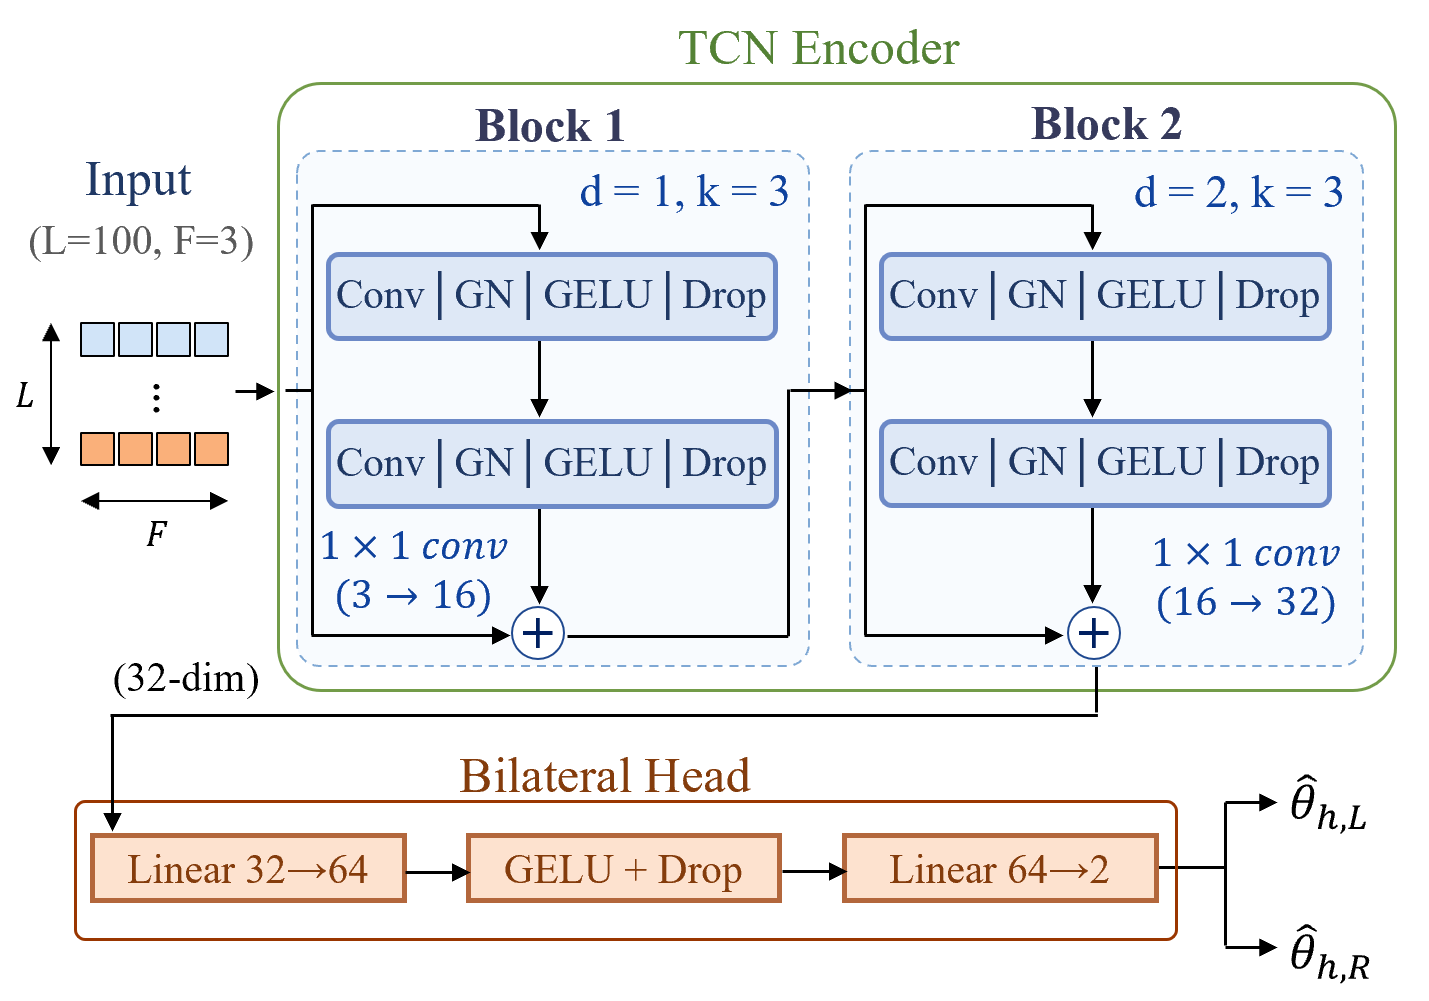 TCN Encoder
Block 1
Block 2
Input
(L=100, F=3)
d = 1, k = 3
d = 2, k = 3
Conv | GN | GELU | Drop
Conv | GN | GELU | Drop
L
⋮
Conv | GN | GELU | Drop
Conv | GN | GELU | Drop
F
1 × 1 conv
(3 → 16)
1 × 1 conv
(16 → 32)
+
+
(32-dim)
Bilateral Head
Linear 32→64
GELU + Drop
Linear 64→2
θ̂h,L
θ̂h,R